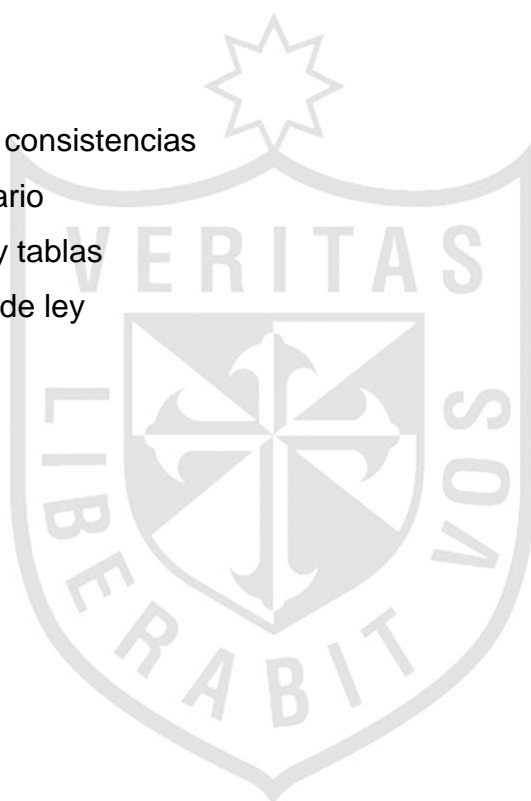 consistencias
ario
y tablas
de ley
VERITAS
LIBERABIT
VOS